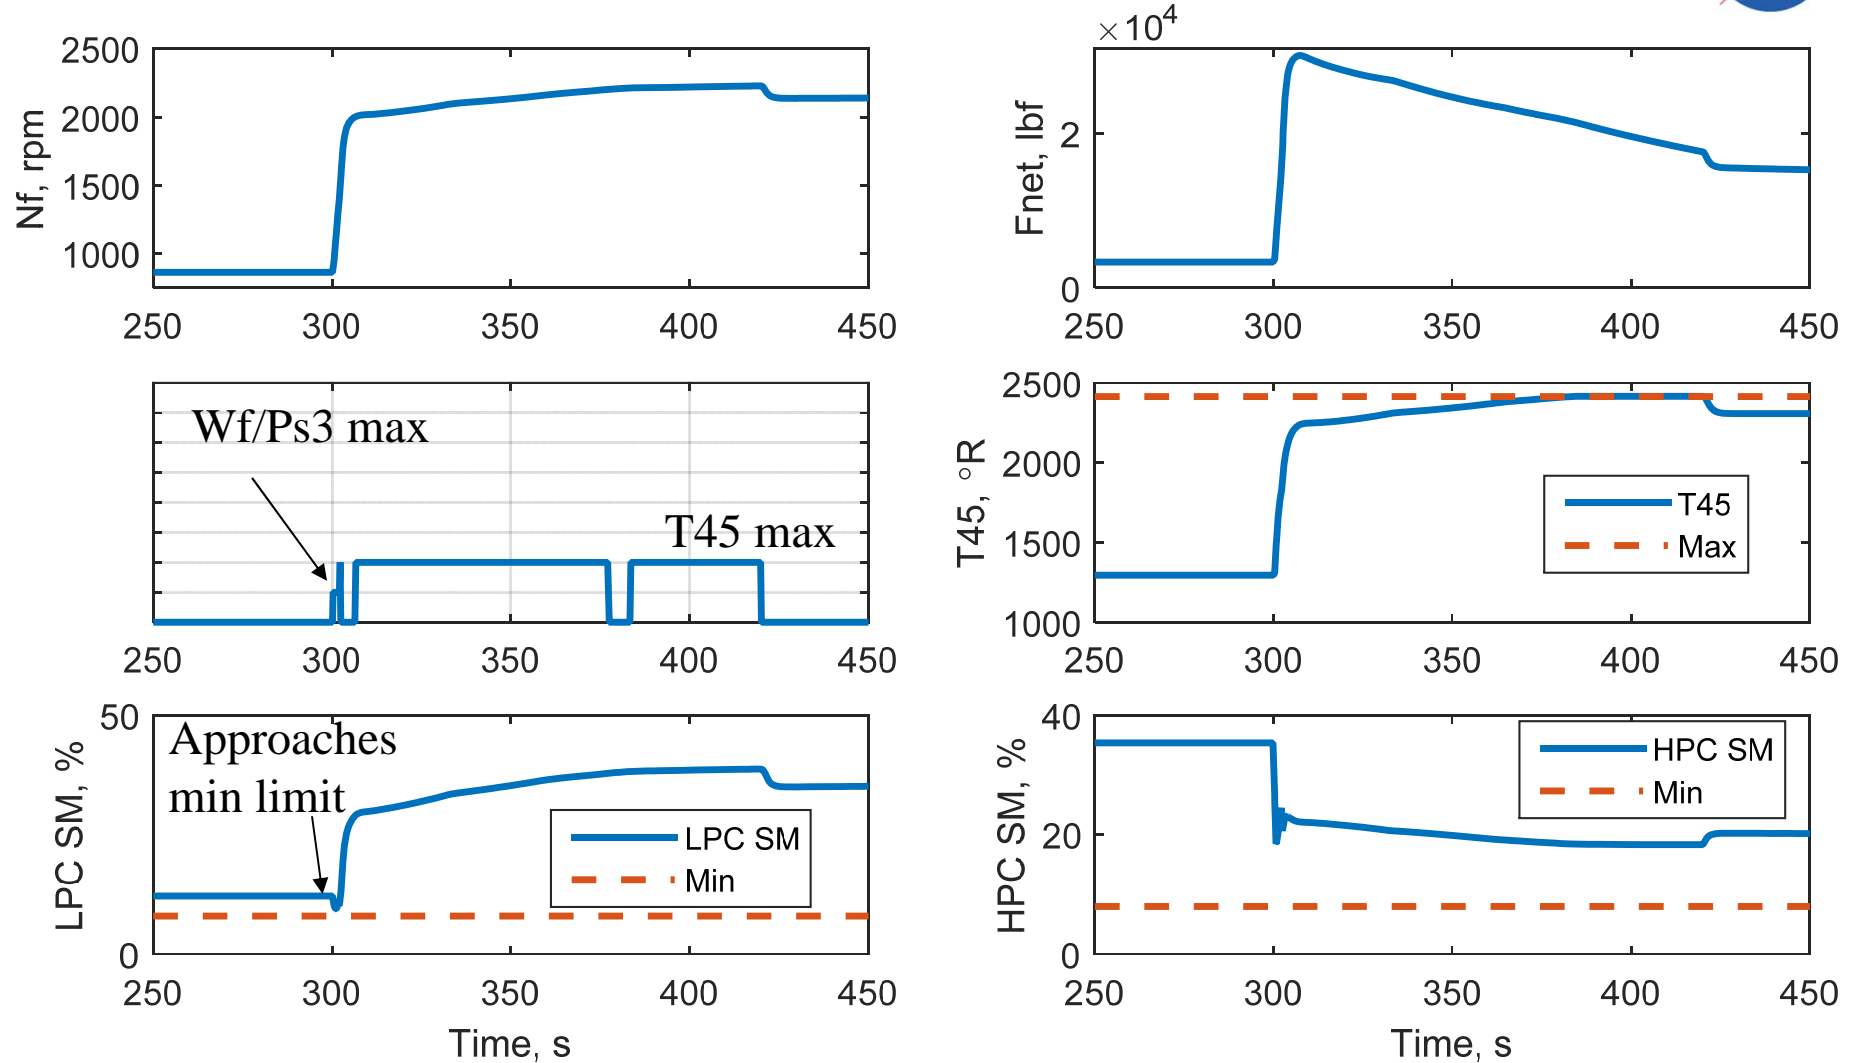 2500
2000
1500
1000
Nf, rpm
250 300 350 400 450
×10⁴
2
0
Fnet, lbf
250 300 350 400 450
Wf/Ps3 max
T45 max
250 300 350 400 450
2500
2000
1500
1000
T45, °R
T45
Max
250 300 350 400 450
50
0
LPC SM, %
Approaches
min limit
LPC SM
Min
250 300 350 400 450
Time, s
40
20
0
HPC SM, %
HPC SM
Min
250 300 350 400 450
Time, s